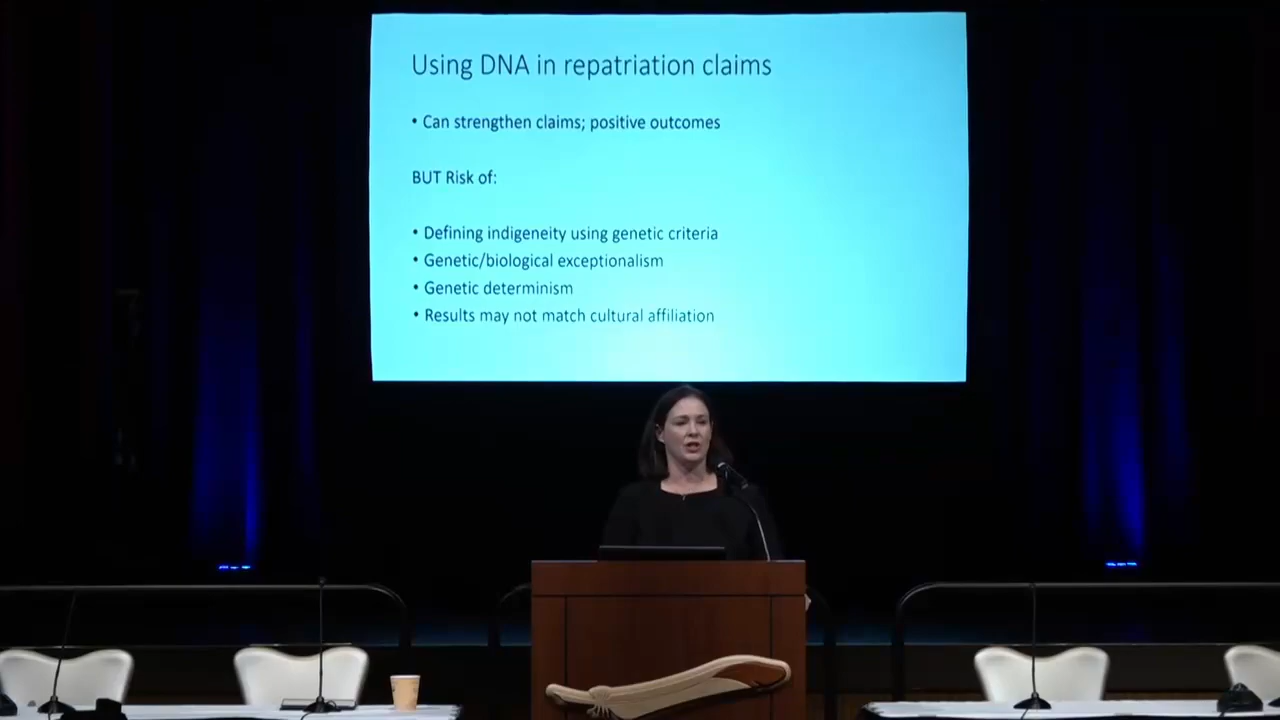 Using DNA in repatriation claims
• Can strengthen claims; positive outcomes
BUT Risk of:
• Defining indigeneity using genetic criteria
• Genetic/biological exceptionalism
• Genetic determinism
• Results may not match cultural affiliation